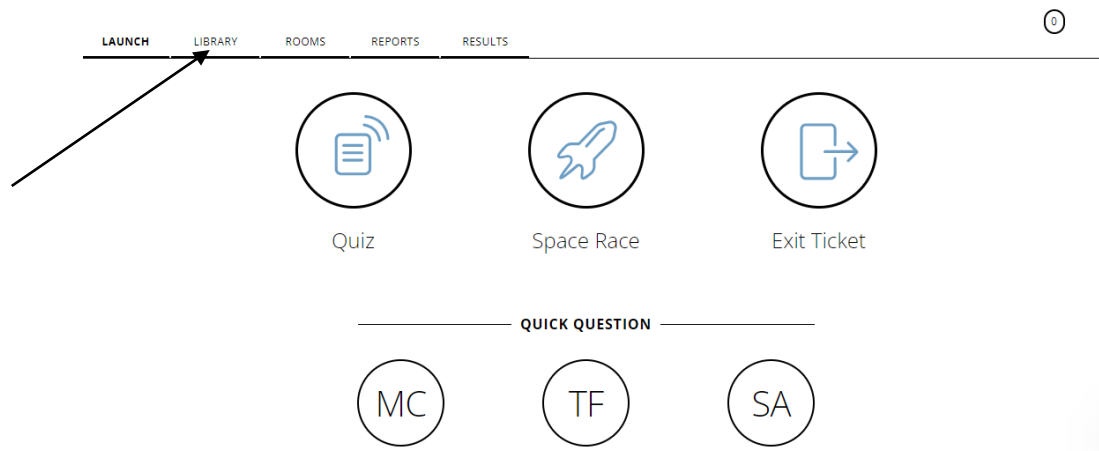 0
LAUNCH LIBRARY ROOMS REPORTS RESULTS
Quiz Space Race Exit Ticket
QUICK QUESTION
MC TF SA